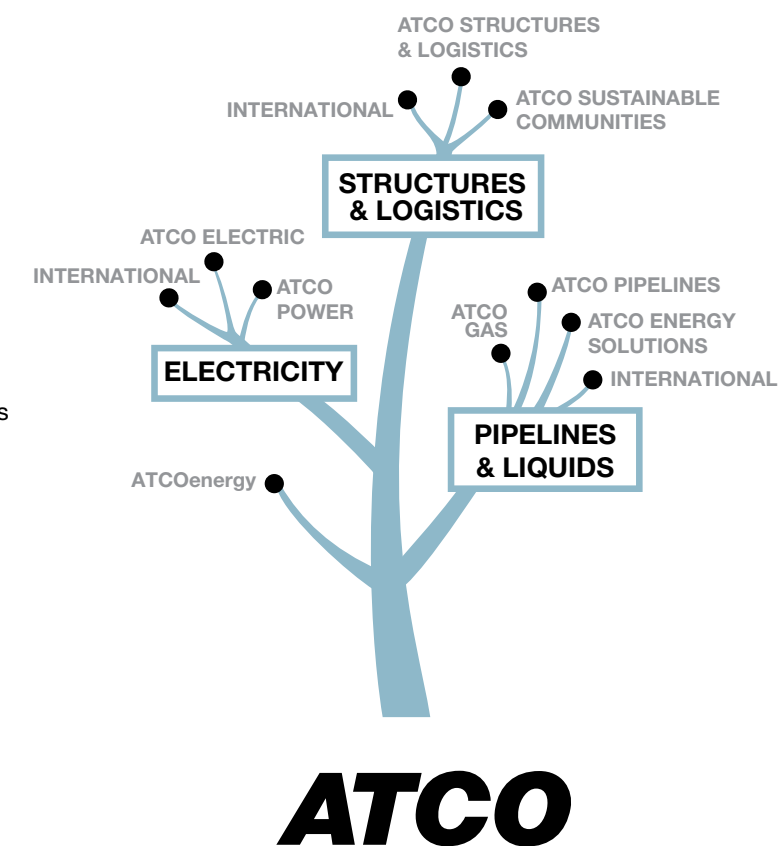 ATCO STRUCTURES
& LOGISTICS
INTERNATIONAL
ATCO SUSTAINABLE
COMMUNITIES
STRUCTURES
& LOGISTICS
ATCO ELECTRIC
INTERNATIONAL
ATCO
POWER
ELECTRICITY
ATCO PIPELINES
ATCO
GAS
ATCO ENERGY
SOLUTIONS
INTERNATIONAL
PIPELINES
& LIQUIDS
s
ATCOenergy
ATCO